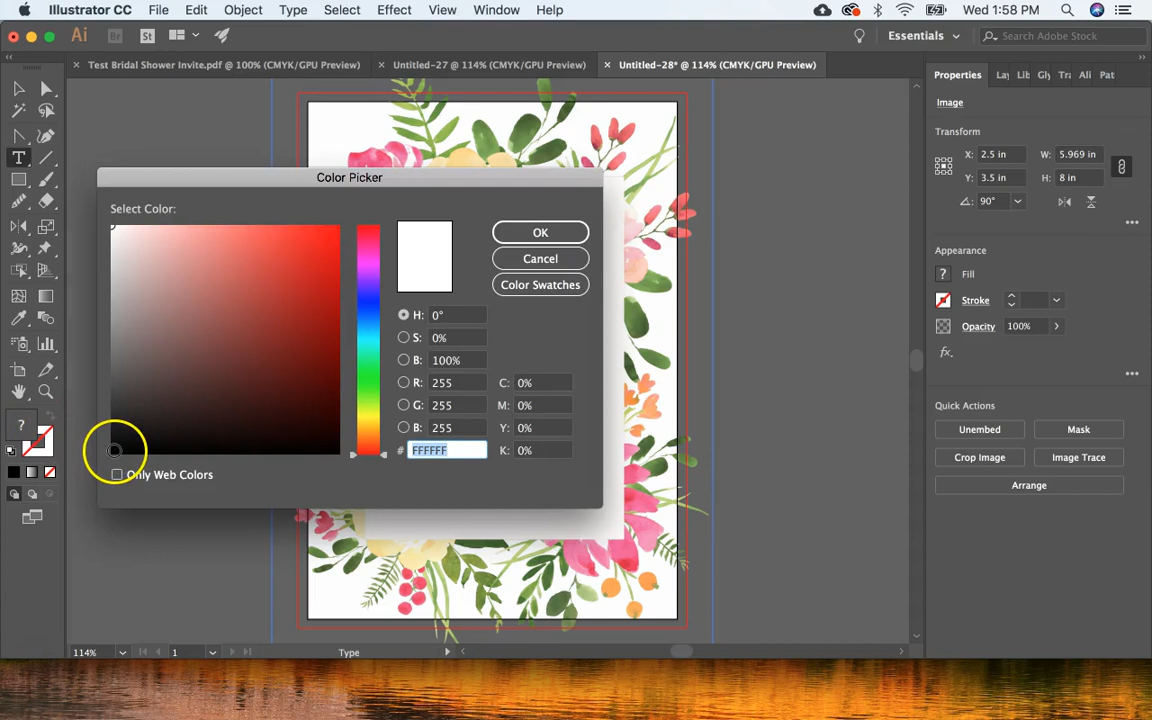 Illustrator CC File Edit Object Type Select Effect View Window Help Wed 1:58 PM
Ai Br St Essentials Search Adobe Stock
Test Bridal Shower Invite.pdf @ 100% (CMYK/GPU Preview) Untitled-27 @ 114% (CMYK/GPU Preview) Untitled-28* @ 114% (CMYK/GPU Preview) Properties La Lib Gly Tra Ali Pat
Image
Transform
X: 2.5 in W: 5.969 in
Y: 3.5 in H: 8 in
90°
Appearance
? Fill
Stroke
Opacity 100%
fx.
Quick Actions
Unembed Mask
Crop Image Image Trace
Arrange
Color Picker
Select Color:
OK
Cancel
Color Swatches
H: 0°
S: 0%
B: 100%
R: 255 C: 0%
G: 255 M: 0%
B: 255 Y: 0%
# FFFFFF K: 0%
Only Web Colors
T
?
114% 1 Type